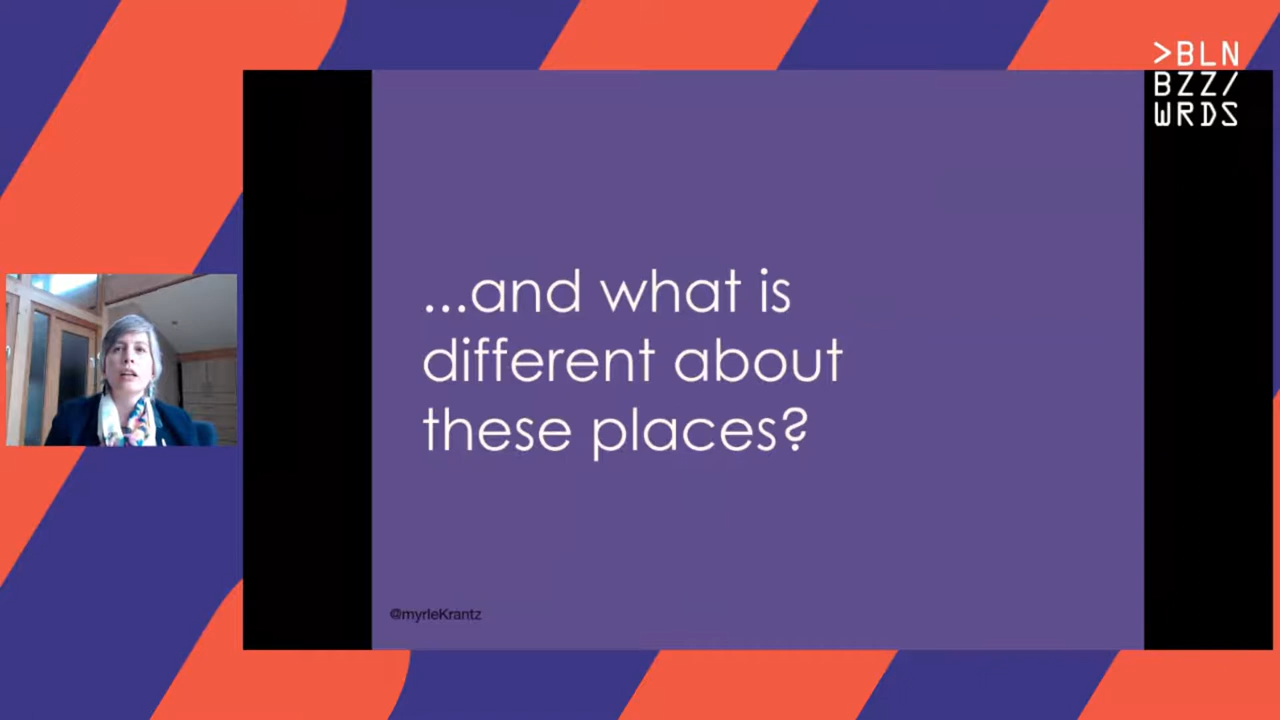 >BLN
BZZ/
WRDS
...and what is
different about
these places?
@myrleKrantz